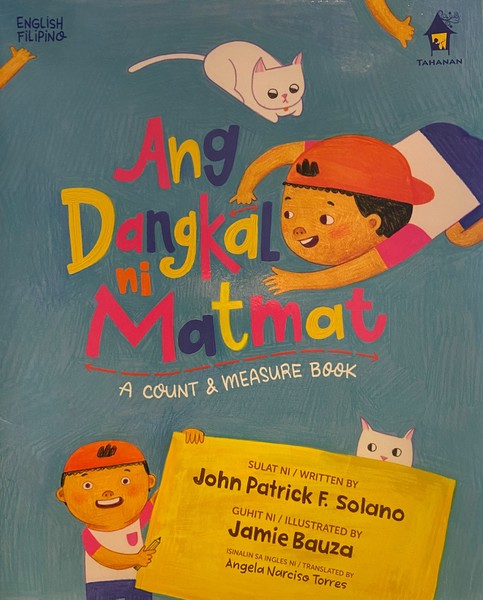 ENGLISH
FILIPINO
TAHANAN
Ang
Dangkal
ni
Matmat
A COUNT & MEASURE BOOK
SULAT NI / WRITTEN BY
John Patrick F. Solano
GUHIT NI / ILLUSTRATED BY
Jamie Bauza
ISINALIN SA INGLES NI / TRANSLATED BY
Angela Narciso Torres